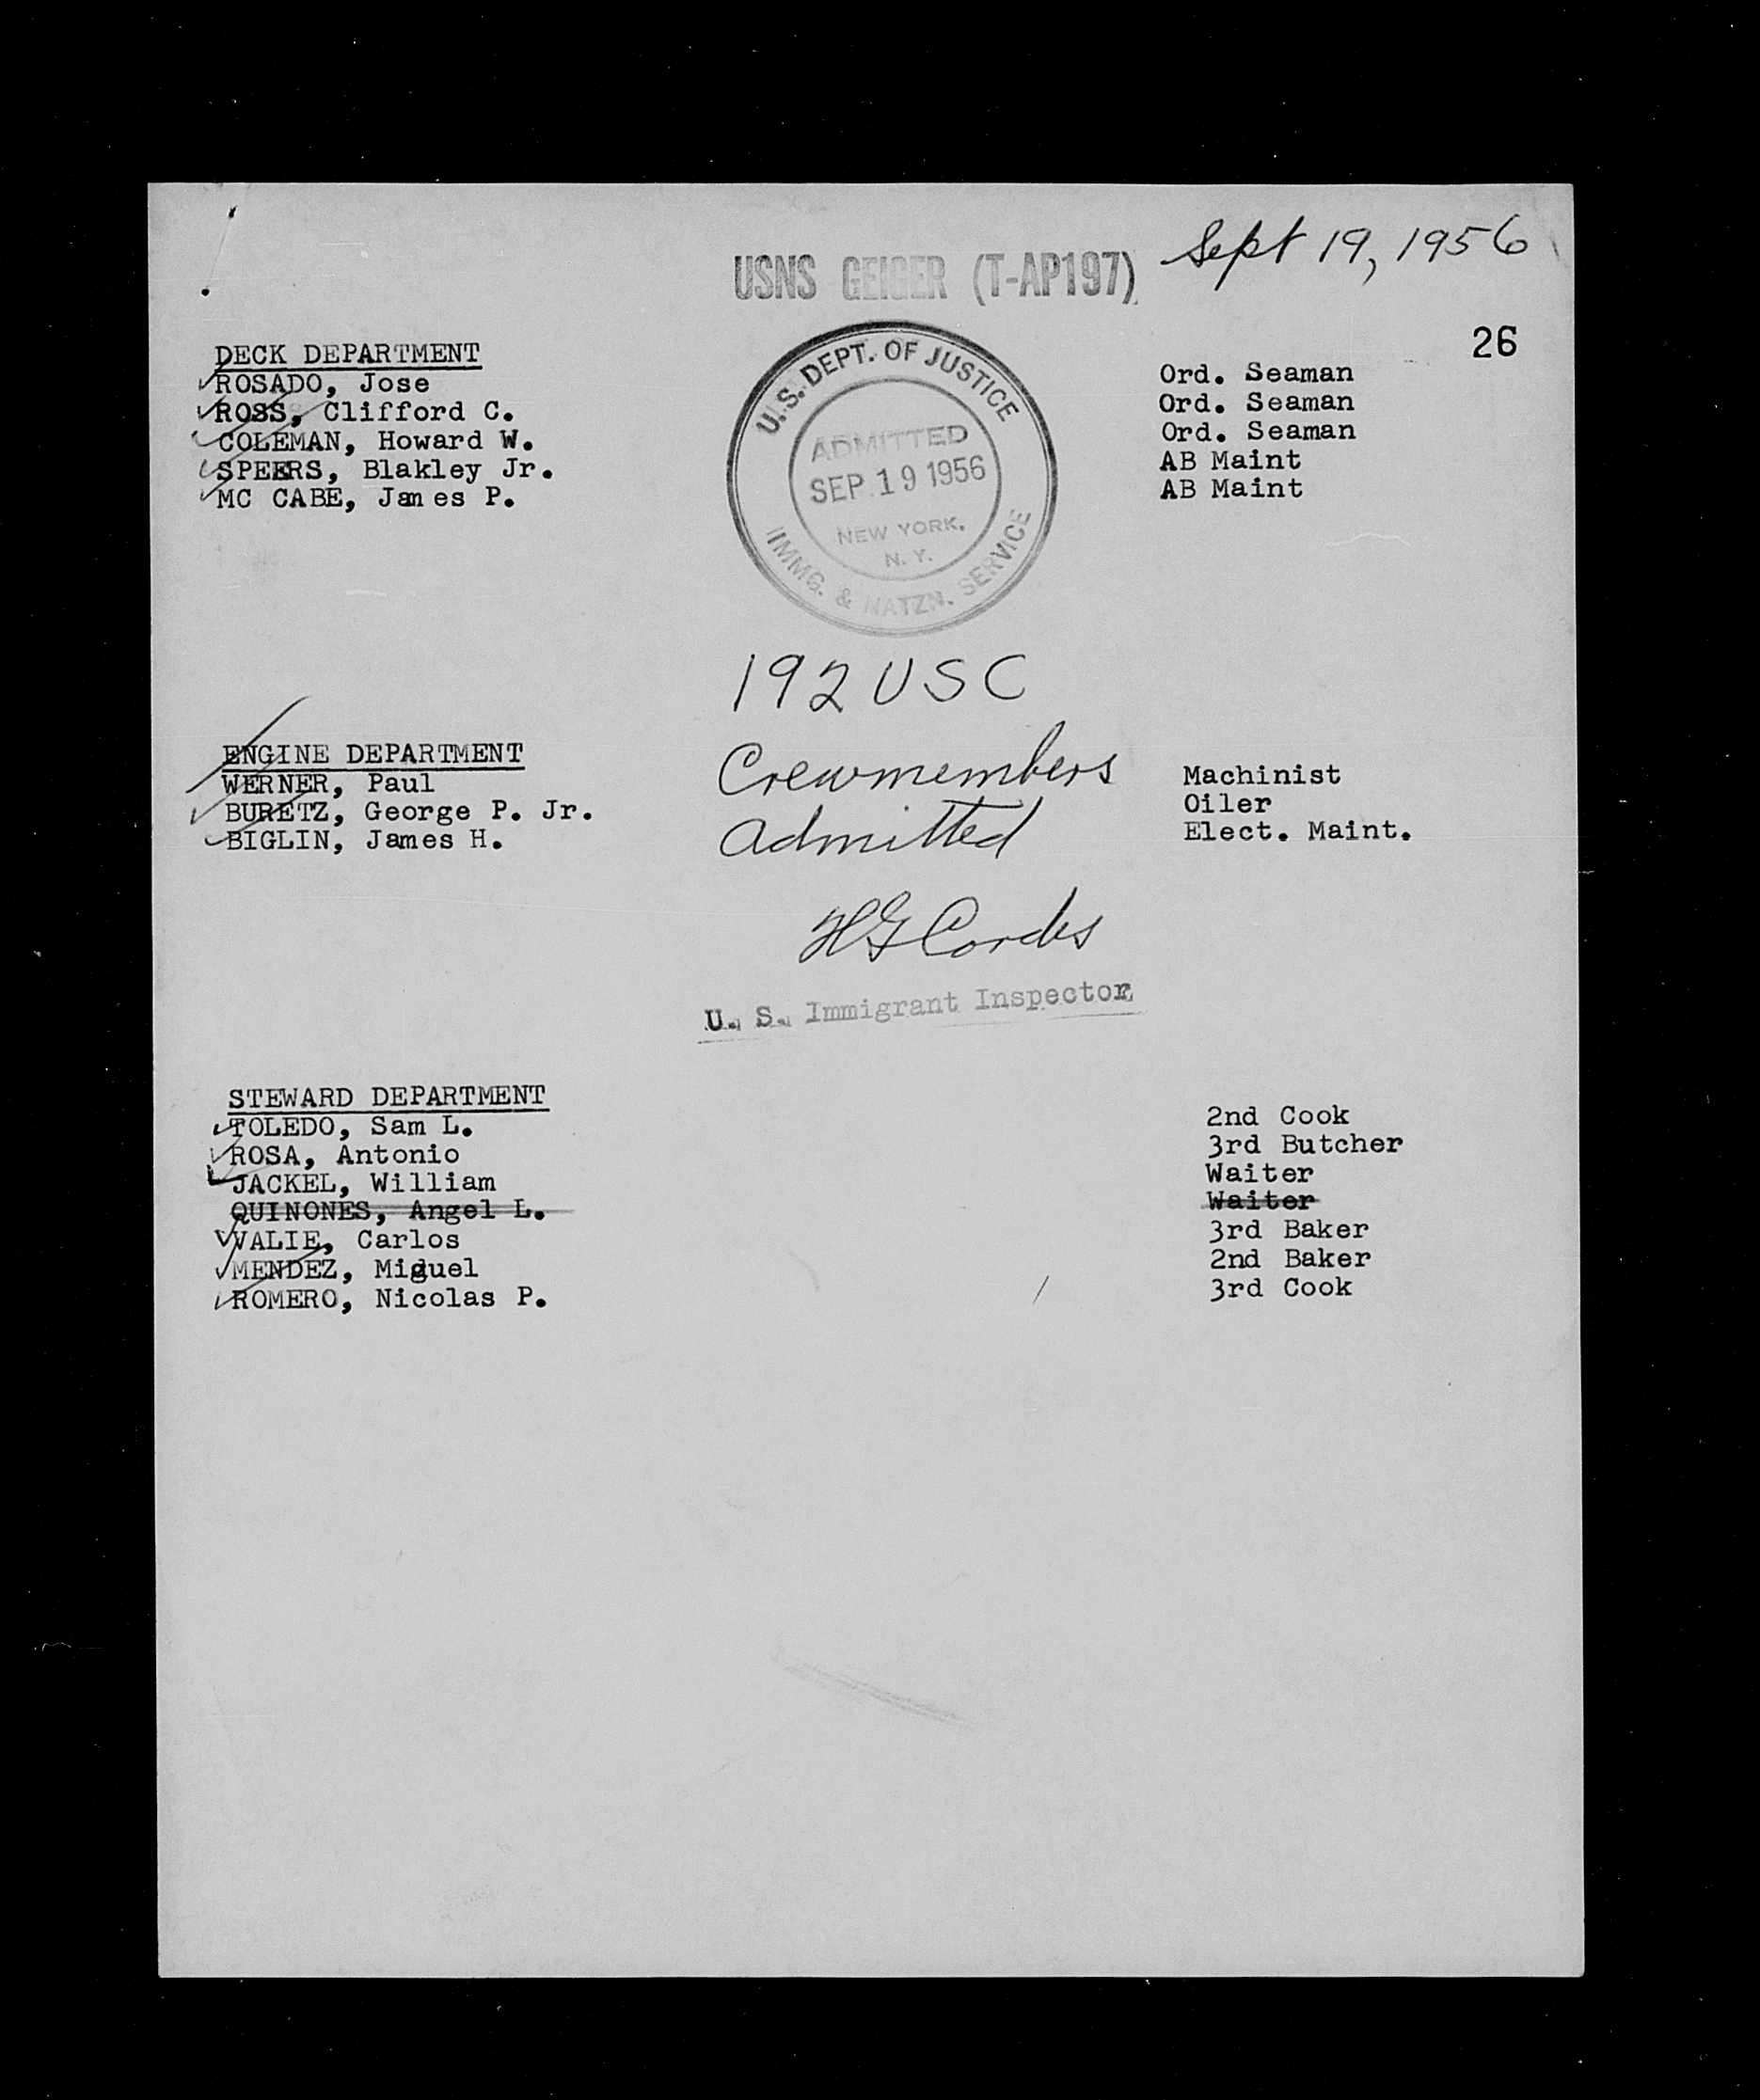 Sept 19, 1956
USNS GEIGER (T-AP197)
26
DECK DEPARTMENT
ROSADO, Jose Ord. Seaman
ROSS, Clifford C. Ord. Seaman
COLEMAN, Howard W. Ord. Seaman
SPEERS, Blakley Jr. AB Maint
MC CABE, James P. AB Maint
U.S. DEPT. OF JUSTICE
ADMITTED
SEP 19 1956
NEW YORK,
N. Y.
IMMG. & NATZN. SERVICE
192 USC
Crewmembers
admitted
HG Cordes
U. S. Immigrant Inspector
ENGINE DEPARTMENT
WERNER, Paul Machinist
BURETZ, George P. Jr. Oiler
BIGLIN, James H. Elect. Maint.
STEWARD DEPARTMENT
TOLEDO, Sam L. 2nd Cook
ROSA, Antonio 3rd Butcher
JACKEL, William Waiter
QUINONES, Angel L. Waiter
VALIE, Carlos 3rd Baker
MENDEZ, Miguel 2nd Baker
ROMERO, Nicolas P. 3rd Cook